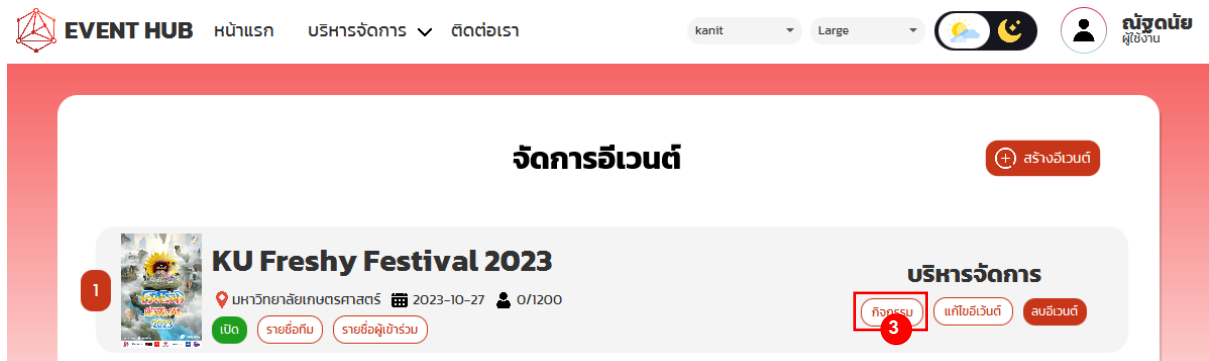 EVENT HUB หน้าแรก บริหารจัดการ ติดต่อเรา kanit Large ณัฐดนัย
ผู้ใช้งาน
จัดการอีเวนต์ สร้างอีเวนต์
KU Freshy Festival 2023
บริหารจัดการ
1
มหาวิทยาลัยเกษตรศาสตร์ 2023-10-27 0/1200
กิจกรรม แก้ไขอีเว้นต์ ลบอีเวนต์
3
เปิด รายชื่อทีม รายชื่อผู้เข้าร่วม
2023